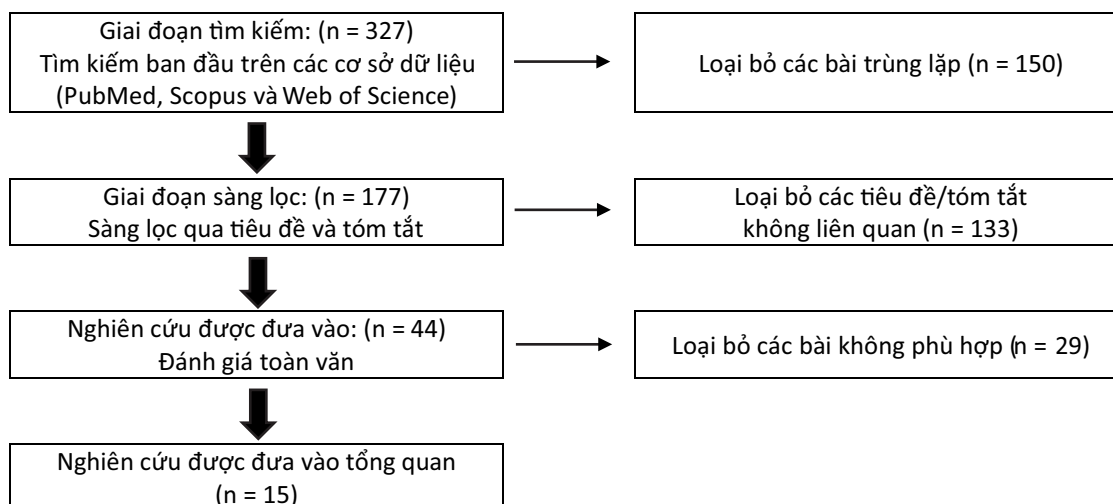 Giai đoạn tìm kiếm: (n = 327)
Tìm kiếm ban đầu trên các cơ sở dữ liệu
(PubMed, Scopus và Web of Science)
Loại bỏ các bài trùng lặp (n = 150)
Giai đoạn sàng lọc: (n = 177)
Sàng lọc qua tiêu đề và tóm tắt
Loại bỏ các tiêu đề/tóm tắt
không liên quan (n = 133)
Nghiên cứu được đưa vào: (n = 44)
Đánh giá toàn văn
Loại bỏ các bài không phù hợp (n = 29)
Nghiên cứu được đưa vào tổng quan
(n = 15)